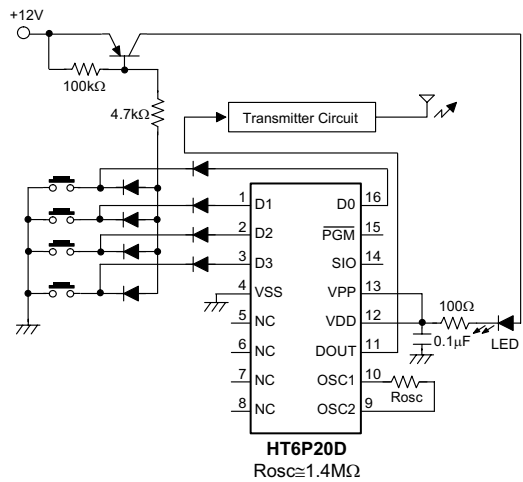 +12V
100kΩ
4.7kΩ
Transmitter Circuit
1 D1 D0 16
2 D2 PGM 15
3 D3 SIO 14
4 VSS VPP 13
5 NC VDD 12
6 NC DOUT 11
7 NC OSC1 10
8 NC OSC2 9
100Ω
0.1μF
LED
Rosc
HT6P20D
Rosc≅1.4MΩ